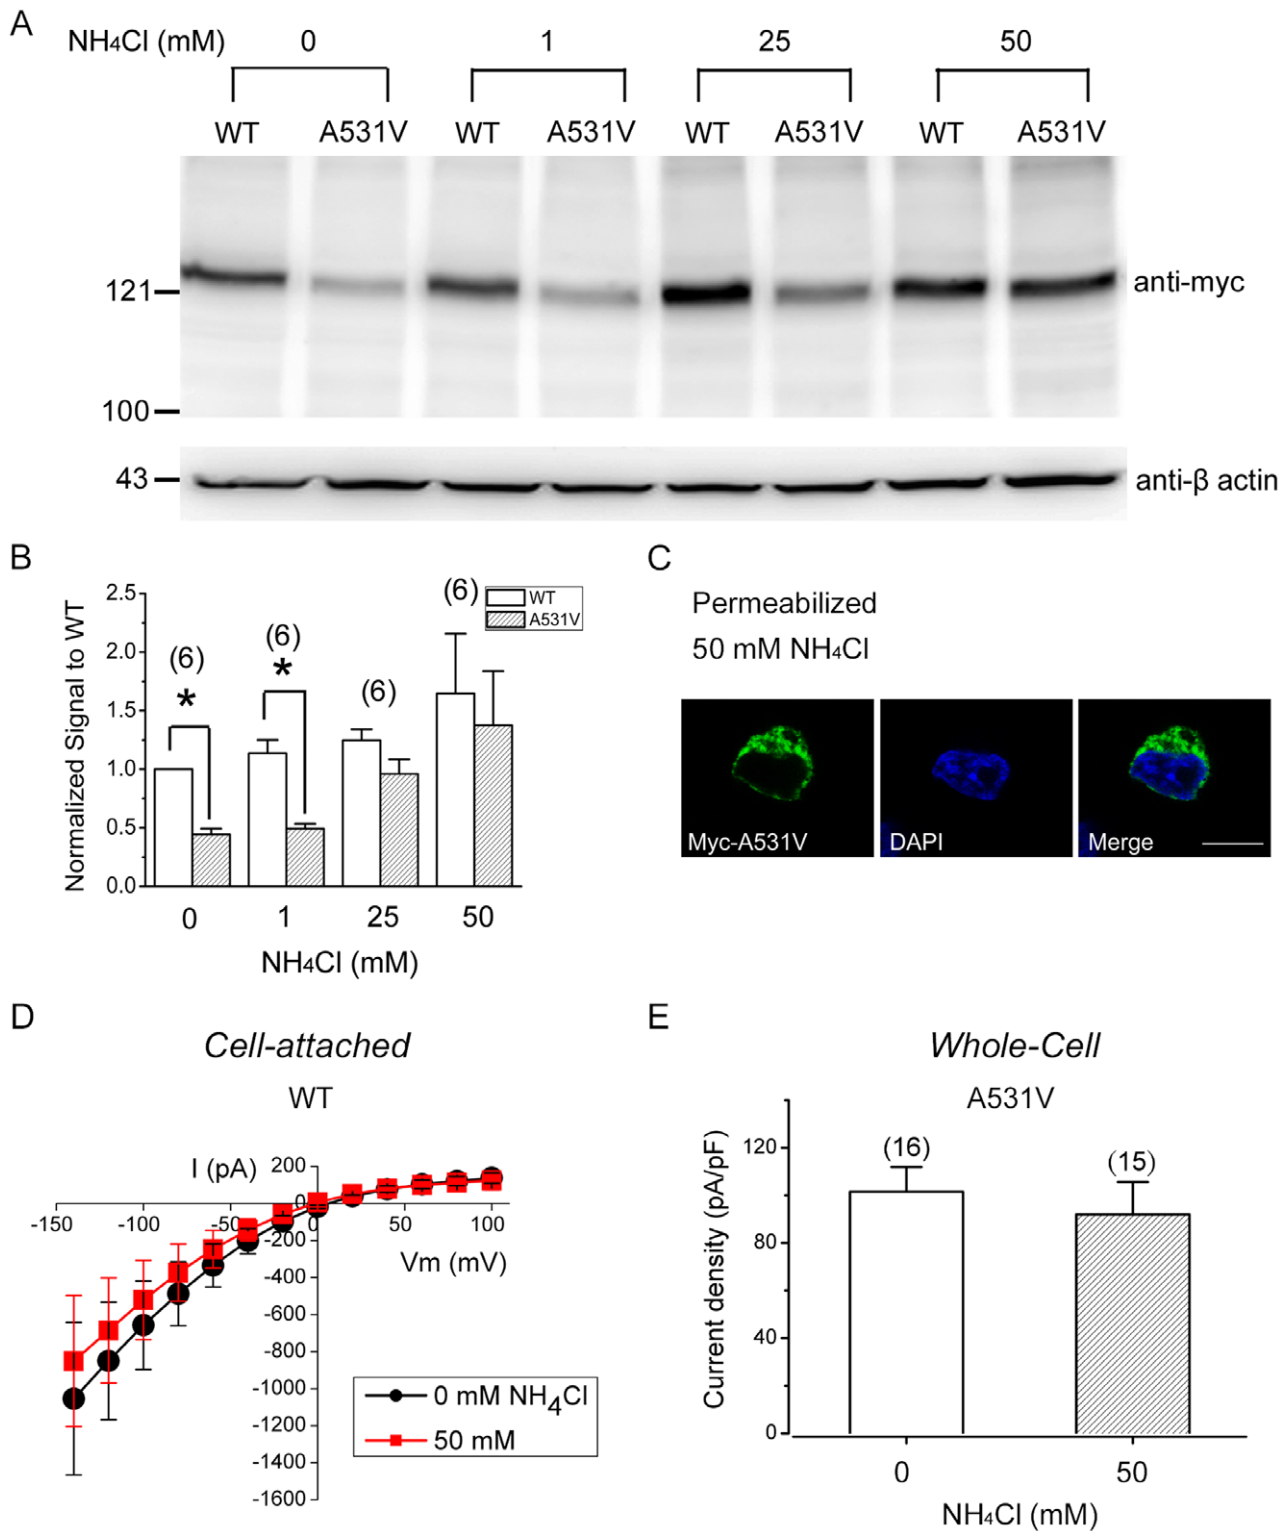 A
NH4Cl (mM) 0 1 25 50
WT A531V WT A531V WT A531V WT A531V
121 anti-myc
100
43 anti-β actin
B
Normalized Signal to WT
2.5
2.0
1.5
1.0
0.5
0.0
(6) * (6) * (6) (6)
WT
A531V
0 1 25 50
NH4Cl (mM)
C
Permeabilized
50 mM NH4Cl
Myc-A531V DAPI Merge
D
Cell-attached
WT
I (pA)
200
0
-200
-400
-600
-800
-1000
-1200
-1400
-1600
-150 -100 -50 0 50 100
Vm (mV)
0 mM NH4Cl
50 mM
E
Whole-Cell
A531V
Current density (pA/pF)
120
80
40
0
(16) (15)
0 50
NH4Cl (mM)